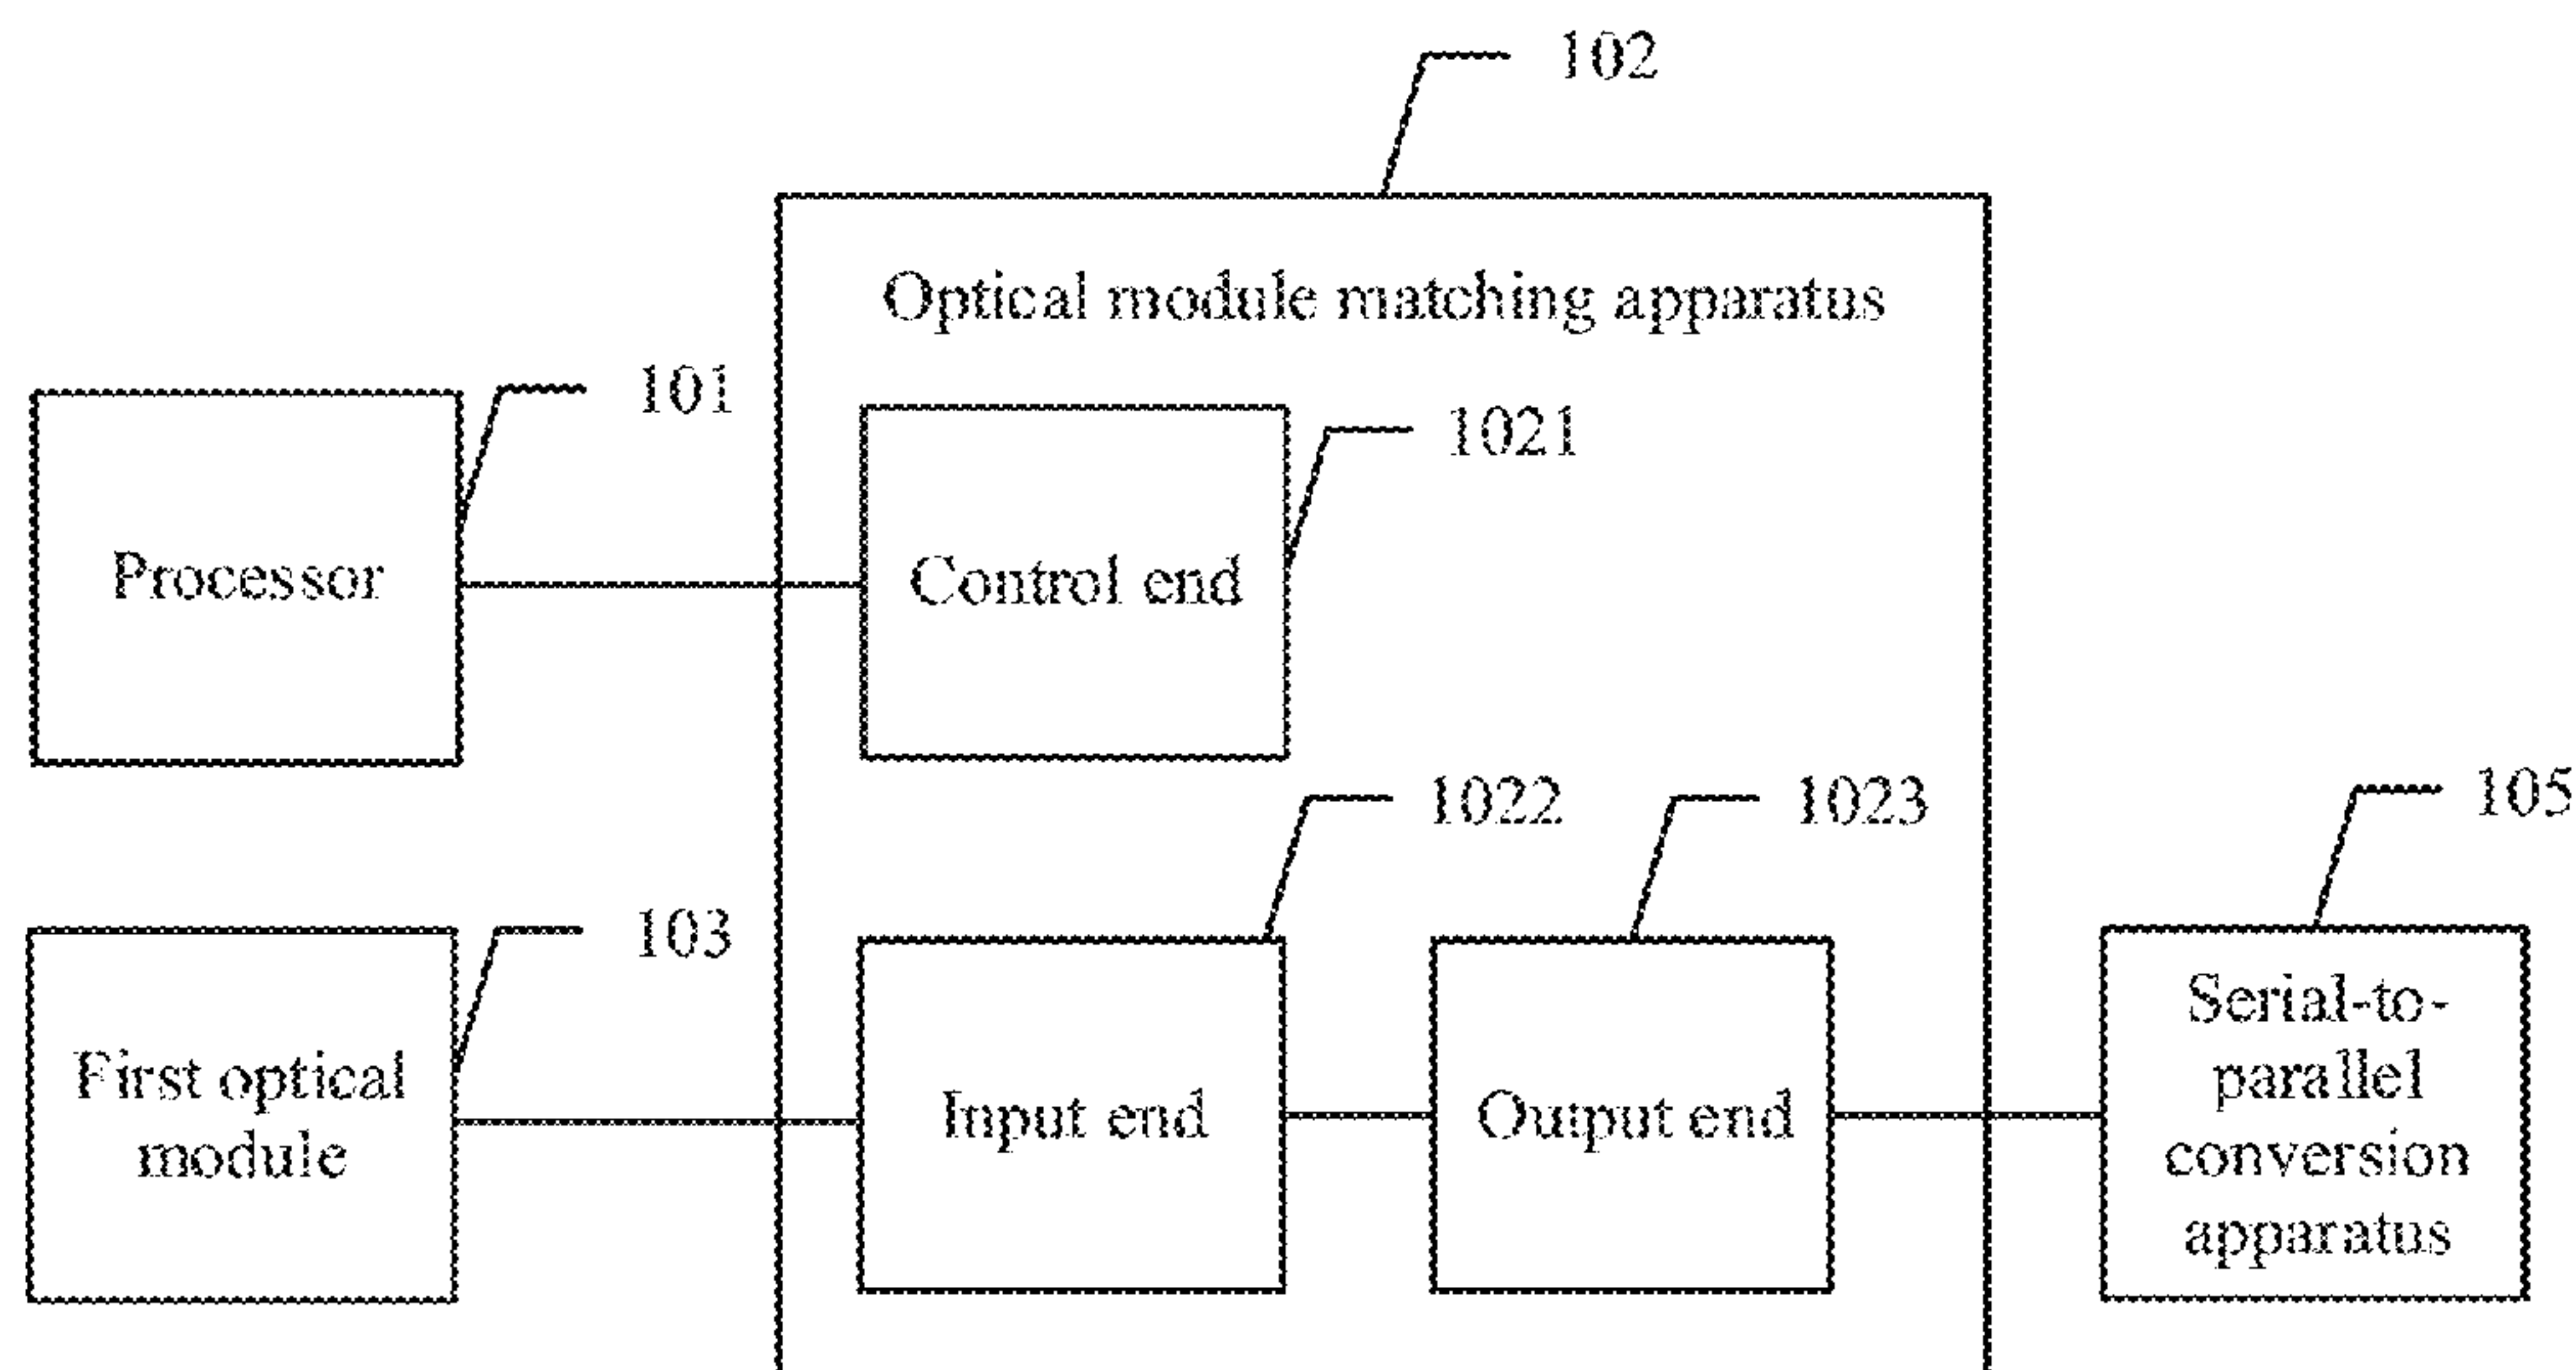 102
Optical module matching apparatus
101
1021
Processor
Control end
1022
1023
105
103
First optical
module
Input end
Output end
Serial-to-
parallel
conversion
apparatus